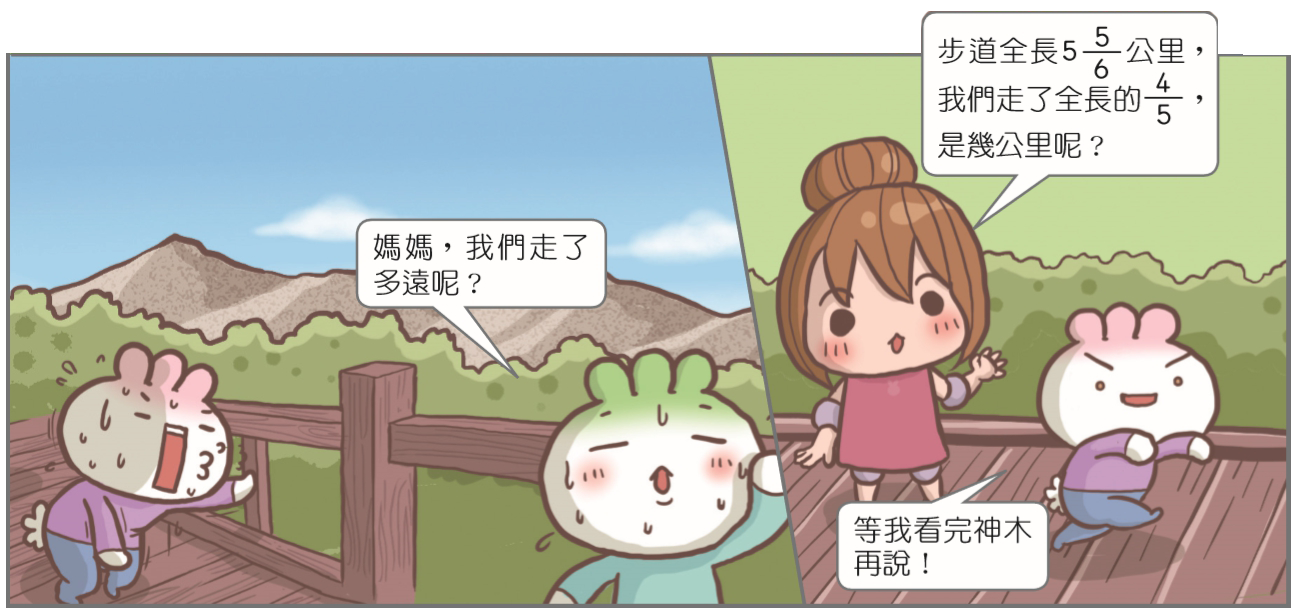 媽媽，我們走了
多遠呢？
步道全長5 5/6 公里，
我們走了全長的 4/5 ，
是幾公里呢？
等我看完神木
再說！